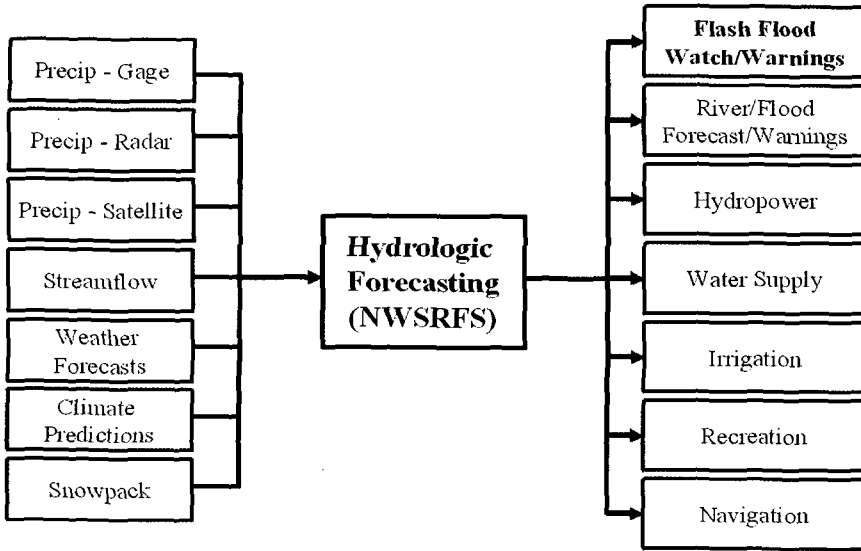 Precip - Gage
Precip - Radar
Precip - Satellite
Streamflow
Weather
Forecasts
Climate
Predictions
Snowpack
Hydrologic
Forecasting
(NWSRFS)
Flash Flood
Watch/Warnings
River/Flood
Forecast/Warnings
Hydropower
Water Supply
Irrigation
Recreation
Navigation